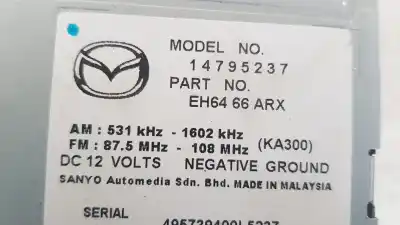 MODEL NO.
14795237
PART NO.
EH64 66 ARX
AM : 531 kHz - 1602 kHz
(KA300)
FM : 87.5 MHz - 108 MHz
DC 12 VOLTS NEGATIVE GROUND
SANYO Automedia Sdn. Bhd. MADE IN MALAYSIA
SERIAL